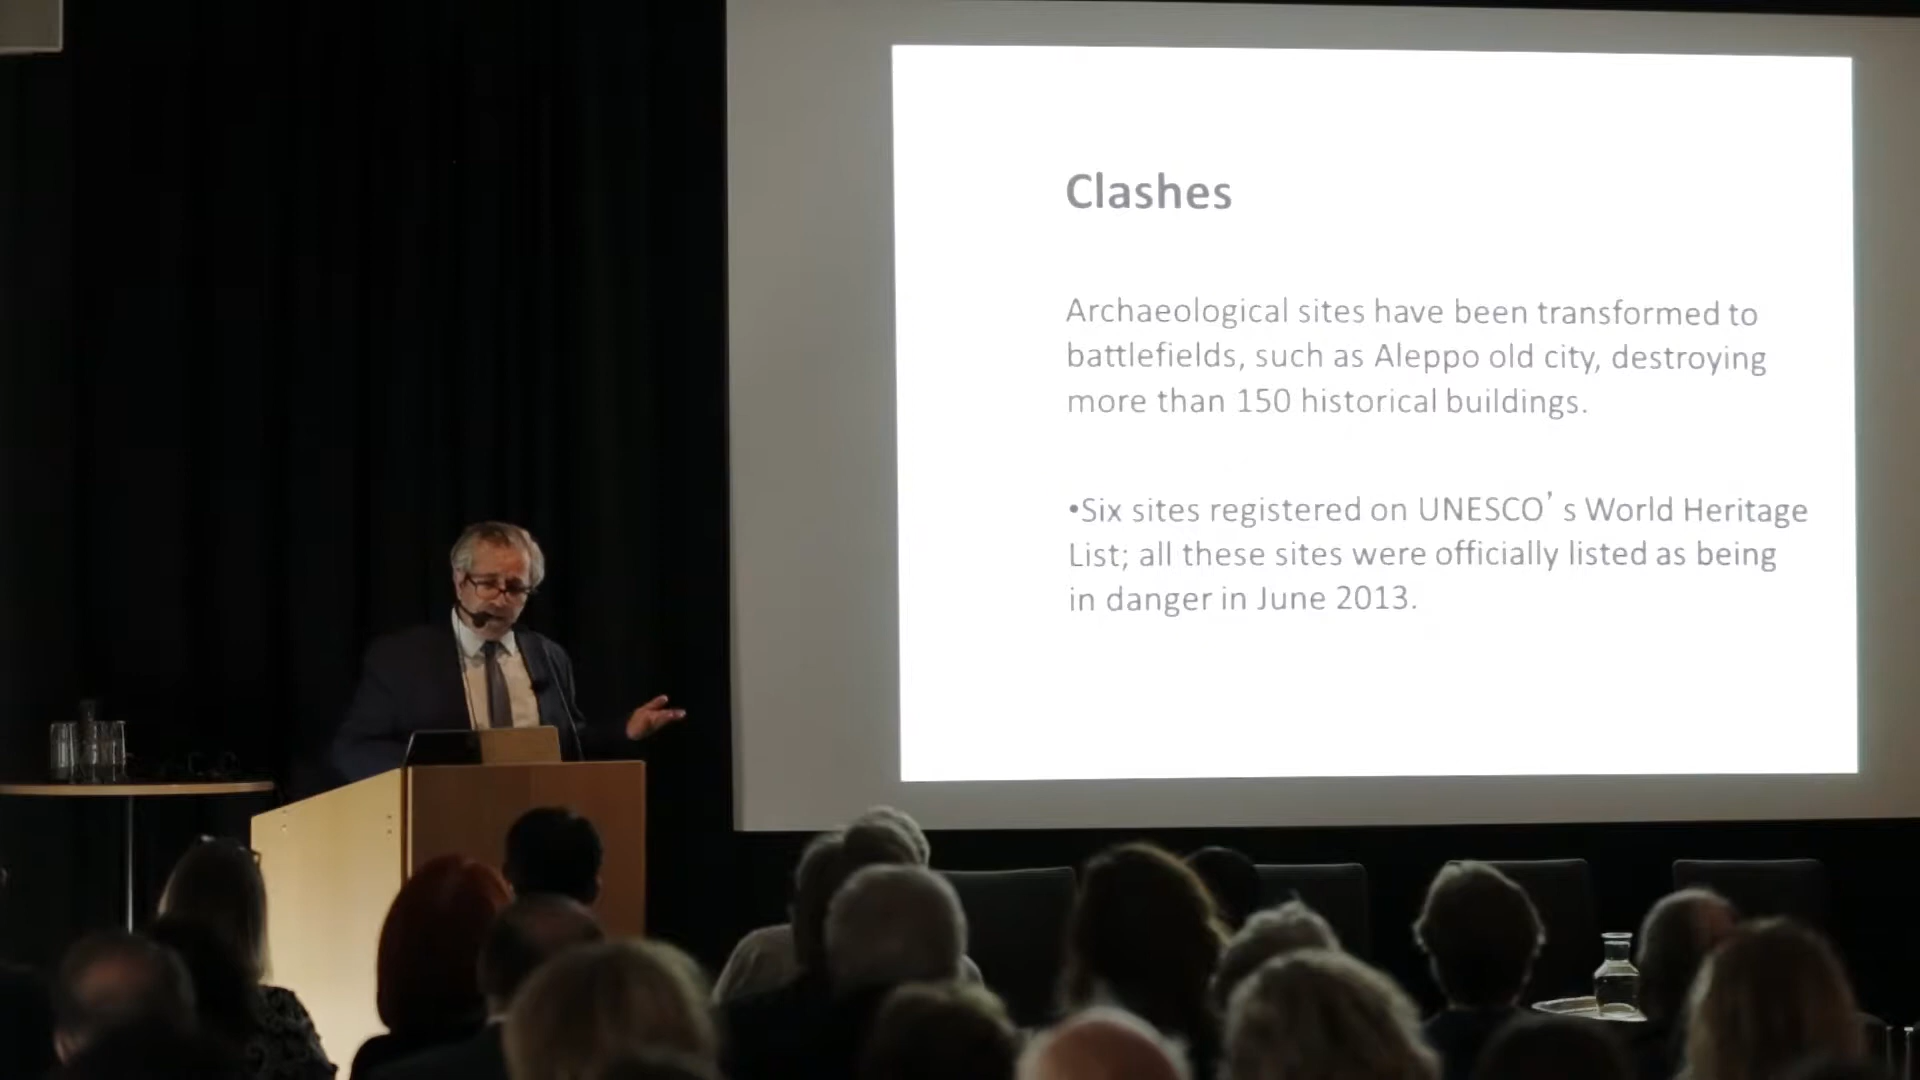 Clashes
Archaeological sites have been transformed to
battlefields, such as Aleppo old city, destroying
more than 150 historical buildings.
•Six sites registered on UNESCO’ s World Heritage
List; all these sites were officially listed as being
in danger in June 2013.